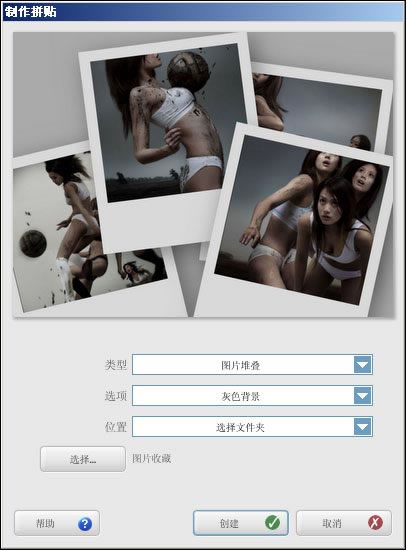 制作拼贴
类型 图片堆叠
选项 灰色背景
位置 选择文件夹
选择... 图片收藏
帮助 ? 创建 取消